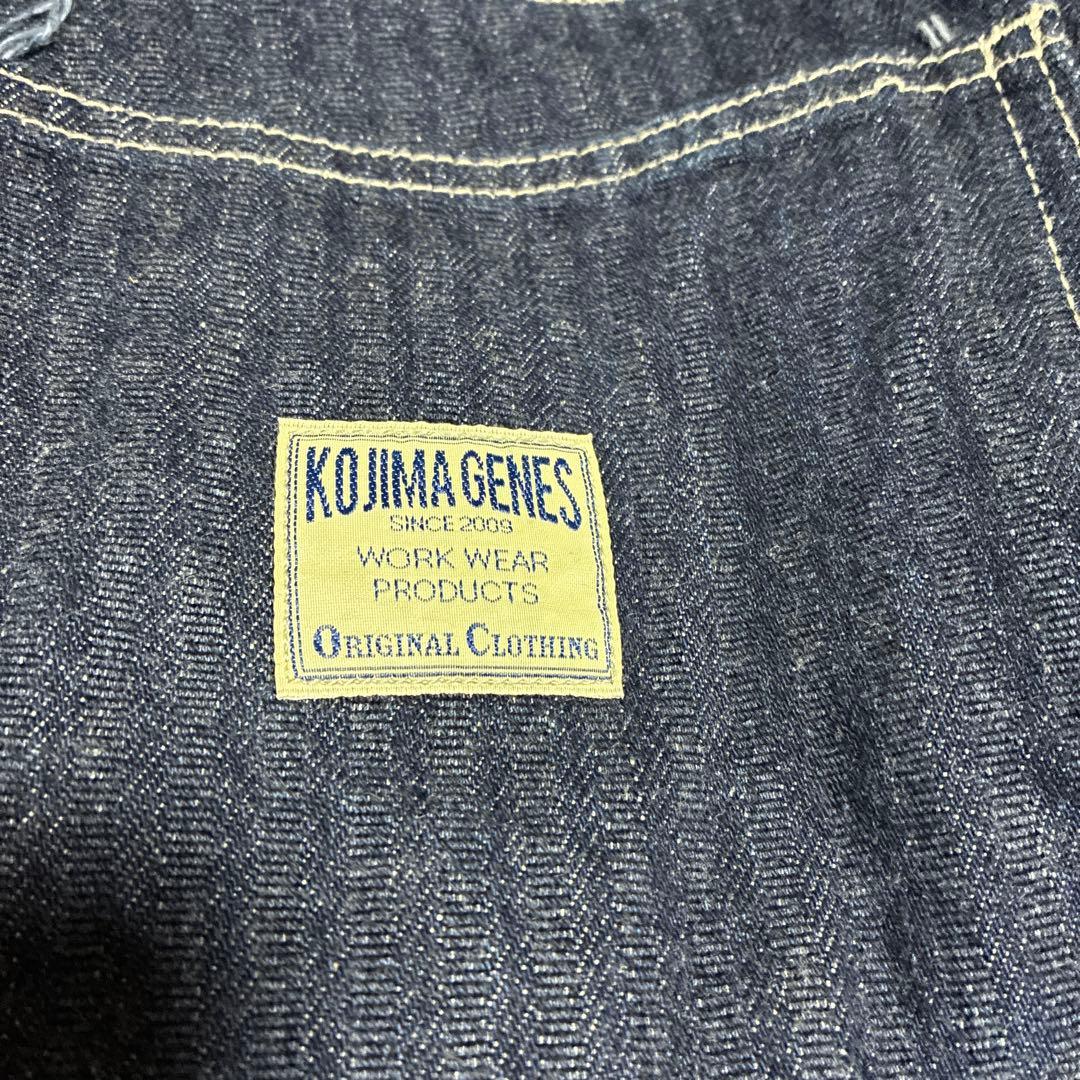 KOJIMA GENES
SINCE 2009
WORK WEAR
PRODUCTS
ORIGINAL CLOTHING